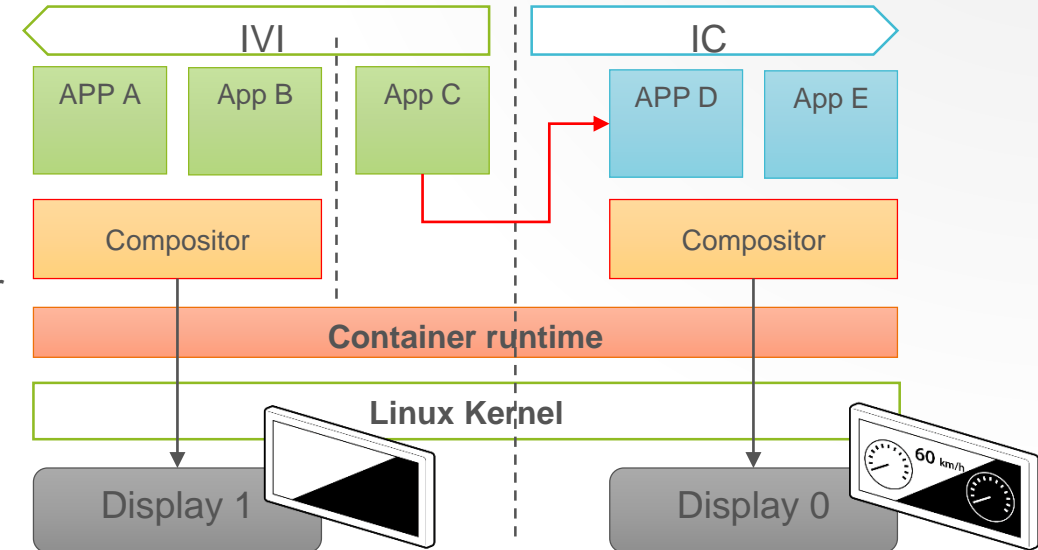 IVI
IC
APP A
App B
App C
APP D
App E
Compositor
Compositor
Container runtime
Linux Kernel
60 km/h
Display 1
Display 0